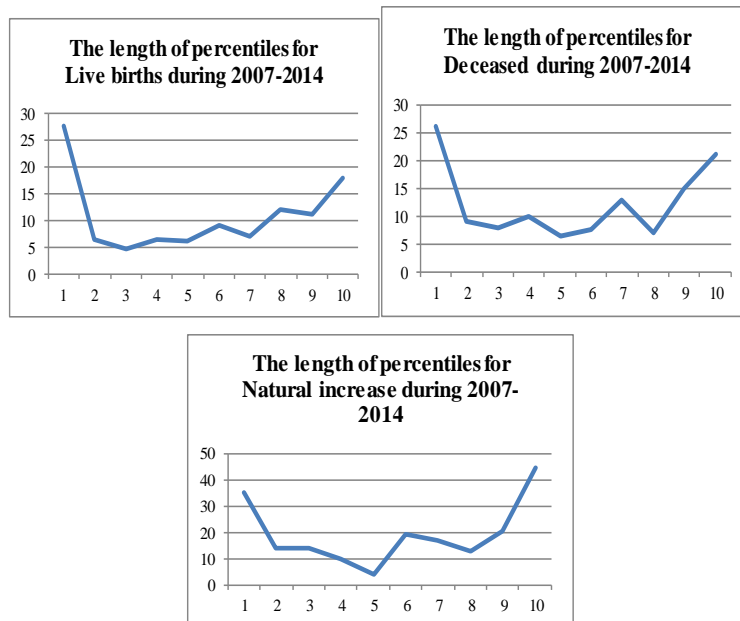 The length of percentiles for
Live births during 2007-2014
30
25
20
15
10
5
0
1 2 3 4 5 6 7 8 9 10
The length of percentiles for
Deceased during 2007-2014
30
25
20
15
10
5
0
1 2 3 4 5 6 7 8 9 10
The length of percentiles for
Natural increase during 2007-
2014
50
40
30
20
10
0
1 2 3 4 5 6 7 8 9 10